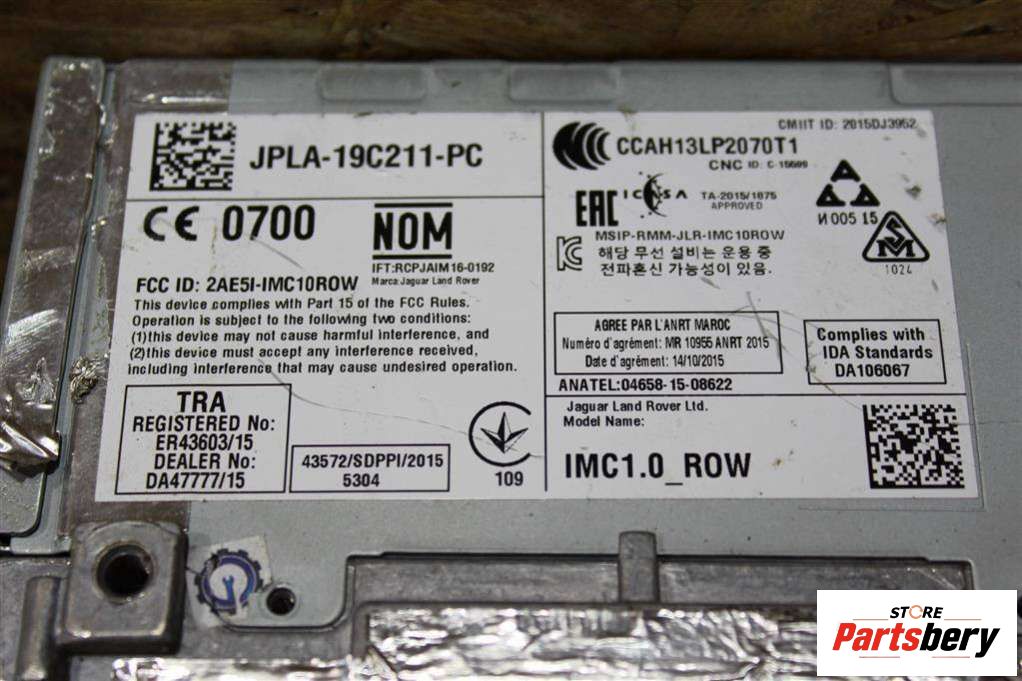 JPLA-19C211-PC
CE 0700
NOM
IFT:RCPJAIM16-0192
Marca:Jaguar Land Rover
FCC ID: 2AE5I-IMC10ROW
This device complies with Part 15 of the FCC Rules.
Operation is subject to the following two conditions:
(1)this device may not cause harmful interference, and
(2)this device must accept any interference received,
including interference that may cause undesired operation.
TRA
REGISTERED No:
ER43603/15
DEALER No:
DA47777/15
43572/SDPPI/2015
5304
109
CMIIT ID: 2015DJ3952
CCAH13LP2070T1
CNC ID: C-15599
EAC
ICASA
TA-2015/1875
APPROVED
И 005 15
MSIP-RMM-JLR-IMC10ROW
해당 무선 설비는 운용 중
전파혼신 가능성이 있음.
1024
AGREE PAR L'ANRT MAROC
Numéro d'agrément: MR 10955 ANRT 2015
Date d'agrément: 14/10/2015
Complies with
IDA Standards
DA106067
ANATEL:04658-15-08622
Jaguar Land Rover Ltd.
Model Name:
IMC1.0_ROW
STORE
Partsbery